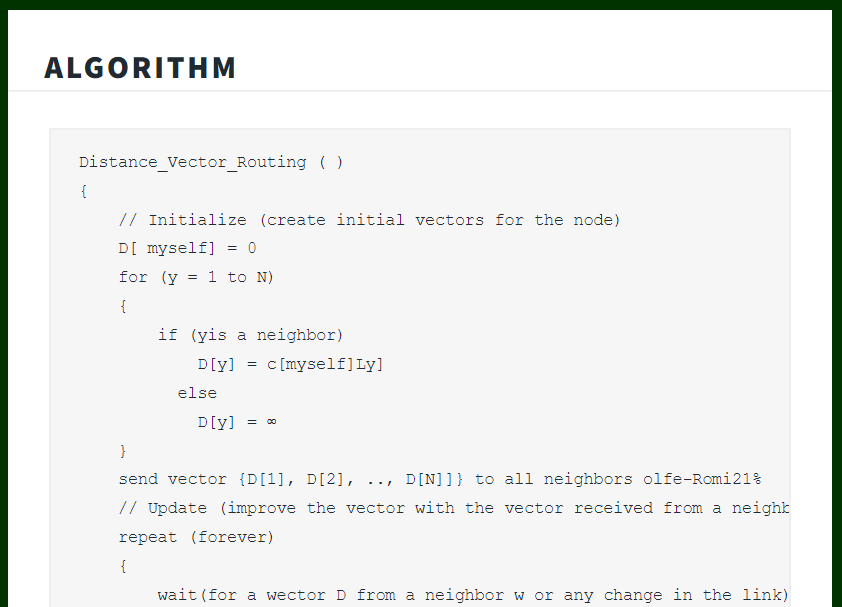 ALGORITHM
Distance_Vector_Routing ( )
{
// Initialize (create initial vectors for the node)
D[ myself] = 0
for (y = 1 to N)
{
if (yis a neighbor)
D[y] = c[myself]Ly]
else
D[y] = ∞
}
send vector {D[1], D[2], .., D[N]]} to all neighbors olfe-Romi21%
// Update (improve the vector with the vector received from a neighb
repeat (forever)
{
wait(for a wector D from a neighbor w or any change in the link)